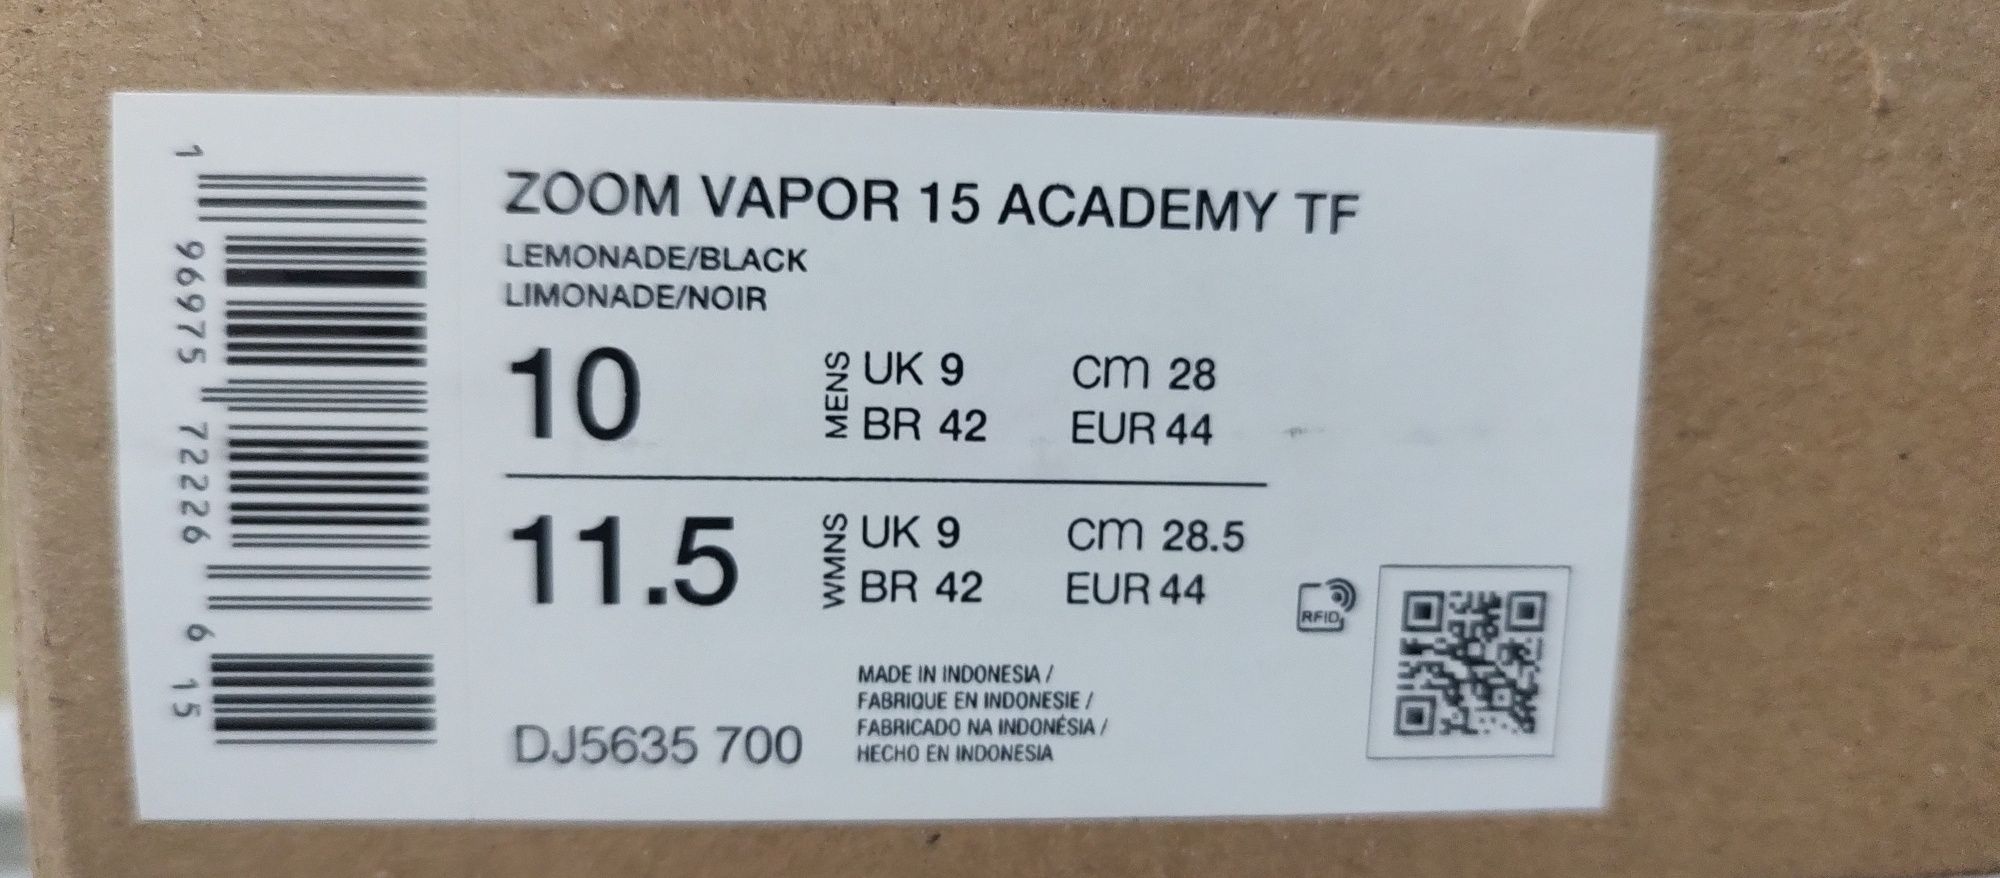 1 96975 72226 6 15
ZOOM VAPOR 15 ACADEMY TF
LEMONADE/BLACK
LIMONADE/NOIR
10 MENS UK 9 cm 28
BR 42 EUR 44
11.5 WMNS UK 9 cm 28.5
BR 42 EUR 44
RFID
MADE IN INDONESIA /
FABRIQUE EN INDONESIE /
FABRICADO NA INDONÉSIA /
HECHO EN INDONESIA
DJ5635 700